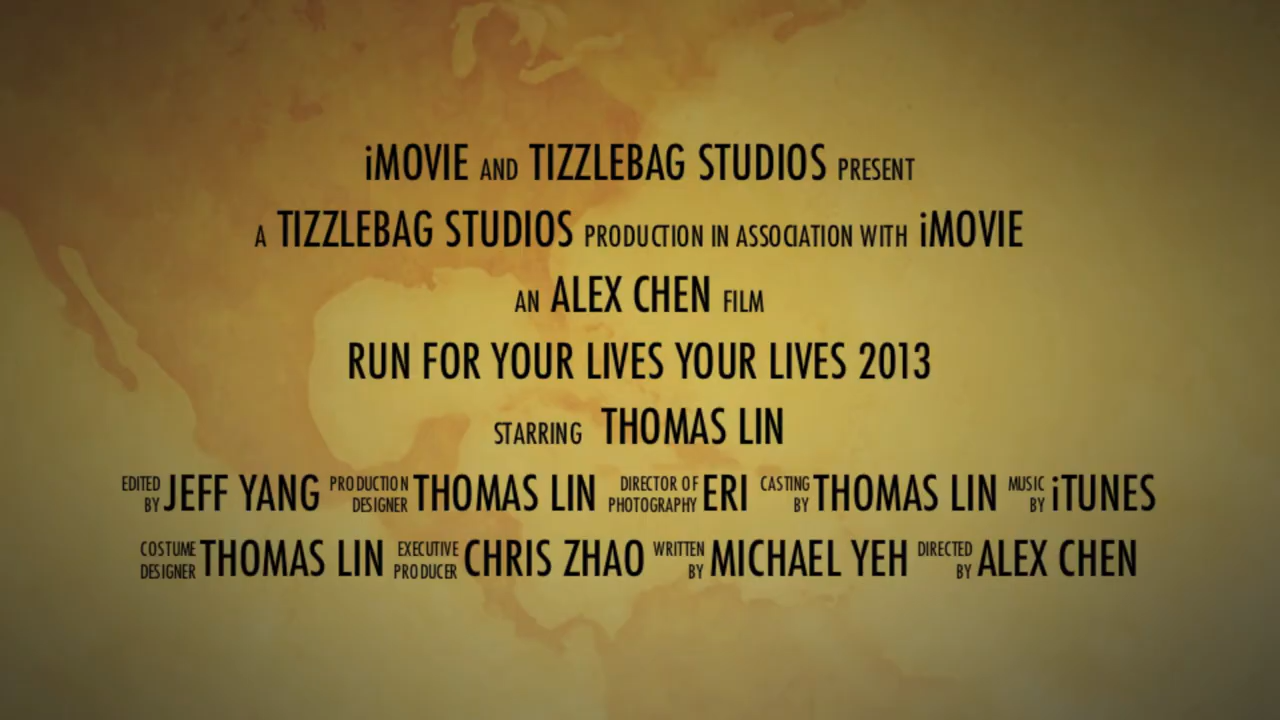 iMOVIE AND TIZZLEBAG STUDIOS PRESENT
A TIZZLEBAG STUDIOS PRODUCTION IN ASSOCIATION WITH iMOVIE
AN ALEX CHEN FILM
RUN FOR YOUR LIVES YOUR LIVES 2013
STARRING THOMAS LIN
EDITED BY JEFF YANG PRODUCTION DESIGNER THOMAS LIN DIRECTOR OF PHOTOGRAPHY ERI CASTING BY THOMAS LIN MUSIC BY iTUNES
COSTUME DESIGNER THOMAS LIN EXECUTIVE PRODUCER CHRIS ZHAO WRITTEN BY MICHAEL YEH DIRECTED BY ALEX CHEN